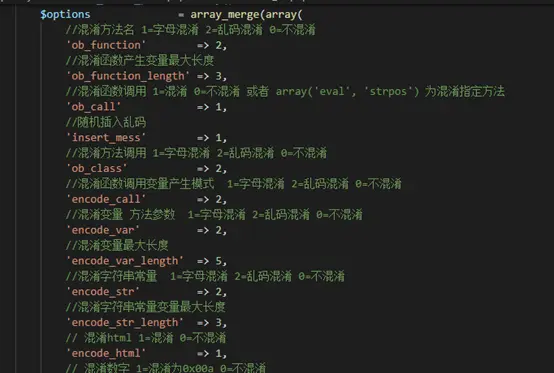 $options = array_merge(array(
//混淆方法名 1=字母混淆 2=乱码混淆 0=不混淆
'ob_function' => 2,
//混淆函数产生变量最大长度
'ob_function_length' => 3,
//混淆函数调用 1=混淆 0=不混淆 或者 array('eval', 'strpos') 为混淆指定方法
'ob_call' => 1,
//随机插入乱码
'insert_mess' => 1,
//混淆方法调用 1=字母混淆 2=乱码混淆 0=不混淆
'ob_class' => 2,
//混淆函数调用变量产生模式 1=字母混淆 2=乱码混淆 0=不混淆
'encode_call' => 2,
//混淆变量 方法参数 1=字母混淆 2=乱码混淆 0=不混淆
'encode_var' => 2,
//混淆变量最大长度
'encode_var_length' => 5,
//混淆字符串常量 1=字母混淆 2=乱码混淆 0=不混淆
'encode_str' => 2,
//混淆字符串常量变量最大长度
'encode_str_length' => 3,
// 混淆html 1=混淆 0=不混淆
'encode_html' => 1,
// 混淆数字 1=混淆为0x00a 0=不混淆